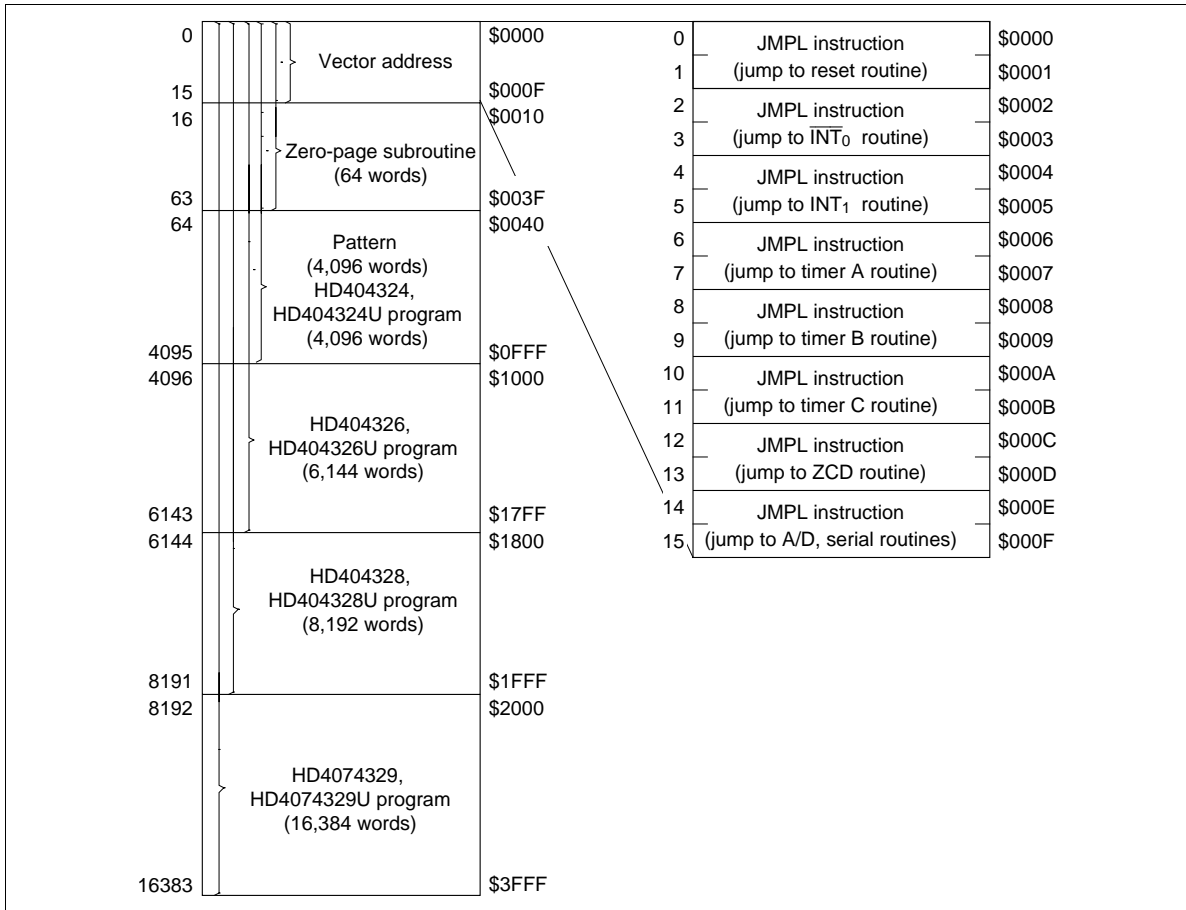 0
Vector address
$0000
15
$000F
16
$0010
Zero-page subroutine
(64 words)
63
$003F
64
$0040
Pattern
(4,096 words)
HD404324,
HD404324U program
(4,096 words)
4095
$0FFF
4096
$1000
HD404326,
HD404326U program
(6,144 words)
6143
$17FF
6144
$1800
HD404328,
HD404328U program
(8,192 words)
8191
$1FFF
8192
$2000
HD4074329,
HD4074329U program
(16,384 words)
16383
$3FFF
0
JMPL instruction
$0000
1
(jump to reset routine)
$0001
2
JMPL instruction
$0002
3
(jump to INT0 routine)
$0003
4
JMPL instruction
$0004
5
(jump to INT1 routine)
$0005
6
JMPL instruction
$0006
7
(jump to timer A routine)
$0007
8
JMPL instruction
$0008
9
(jump to timer B routine)
$0009
10
JMPL instruction
$000A
11
(jump to timer C routine)
$000B
12
JMPL instruction
$000C
13
(jump to ZCD routine)
$000D
14
JMPL instruction
$000E
15
(jump to A/D, serial routines)
$000F